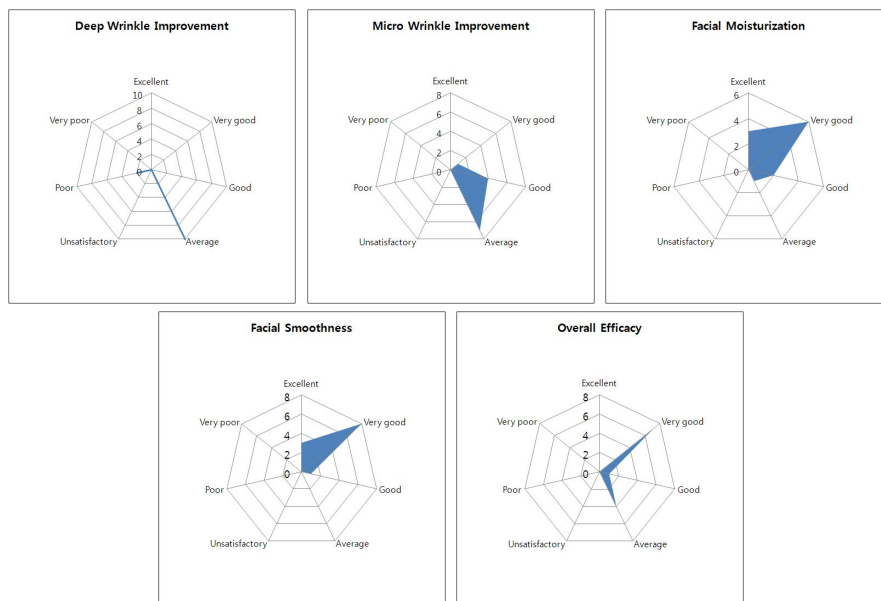 Deep Wrinkle Improvement
Excellent
10
8
6
4
2
0
Very good
Good
Average
Unsatisfactory
Poor
Very poor
Micro Wrinkle Improvement
Excellent
8
6
4
2
0
Very good
Good
Average
Unsatisfactory
Poor
Very poor
Facial Moisturization
Excellent
6
4
2
0
Very good
Good
Average
Unsatisfactory
Poor
Very poor
Facial Smoothness
Excellent
8
6
4
2
0
Very good
Good
Average
Unsatisfactory
Poor
Very poor
Overall Efficacy
Excellent
8
6
4
2
0
Very good
Good
Average
Unsatisfactory
Poor
Very poor